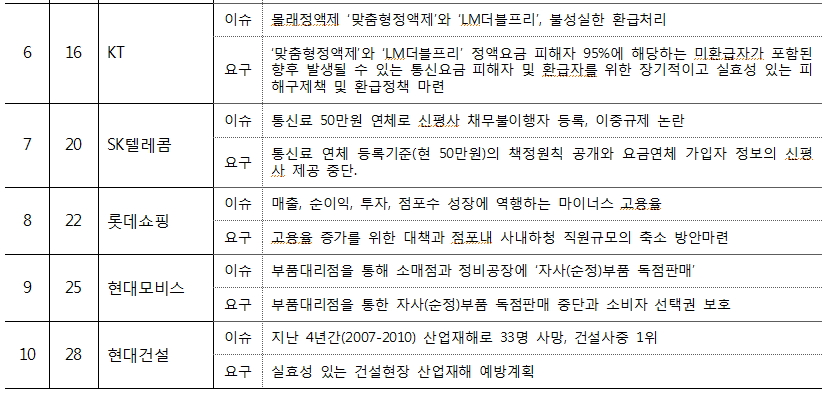 6 16 KT 이슈 몰래정액제 ‘맞춤형정액제’와 ‘LM더블프리’, 불성실한 환급처리
요구 ‘맞춤형정액제’와 ‘LM더블프리’ 정액요금 피해자 95%에 해당하는 미환급자가 포함된
향후 발생될 수 있는 통신요금 피해자 및 환급자를 위한 장기적이고 실효성 있는 피
해구제책 및 환급정책 마련
7 20 SK텔레콤 이슈 통신료 50만원 연체로 신평사 채무불이행자 등록, 이중규제 논란
요구 통신료 연체 등록기준(현 50만원)의 책정원칙 공개와 요금연체 가입자 정보의 신평
사 제공 중단.
8 22 롯데쇼핑 이슈 매출, 순이익, 투자, 점포수 성장에 역행하는 마이너스 고용율
요구 고용율 증가를 위한 대책과 점포내 사내하청 직원규모의 축소 방안마련
9 25 현대모비스 이슈 부품대리점을 통해 소매점과 정비공장에 ‘자사(순정)부품 독점판매’
요구 부품대리점을 통한 자사(순정)부품 독점판매 중단과 소비자 선택권 보호
10 28 현대건설 이슈 지난 4년간(2007-2010) 산업재해로 33명 사망, 건설사중 1위
요구 실효성 있는 건설현장 산업재해 예방계획